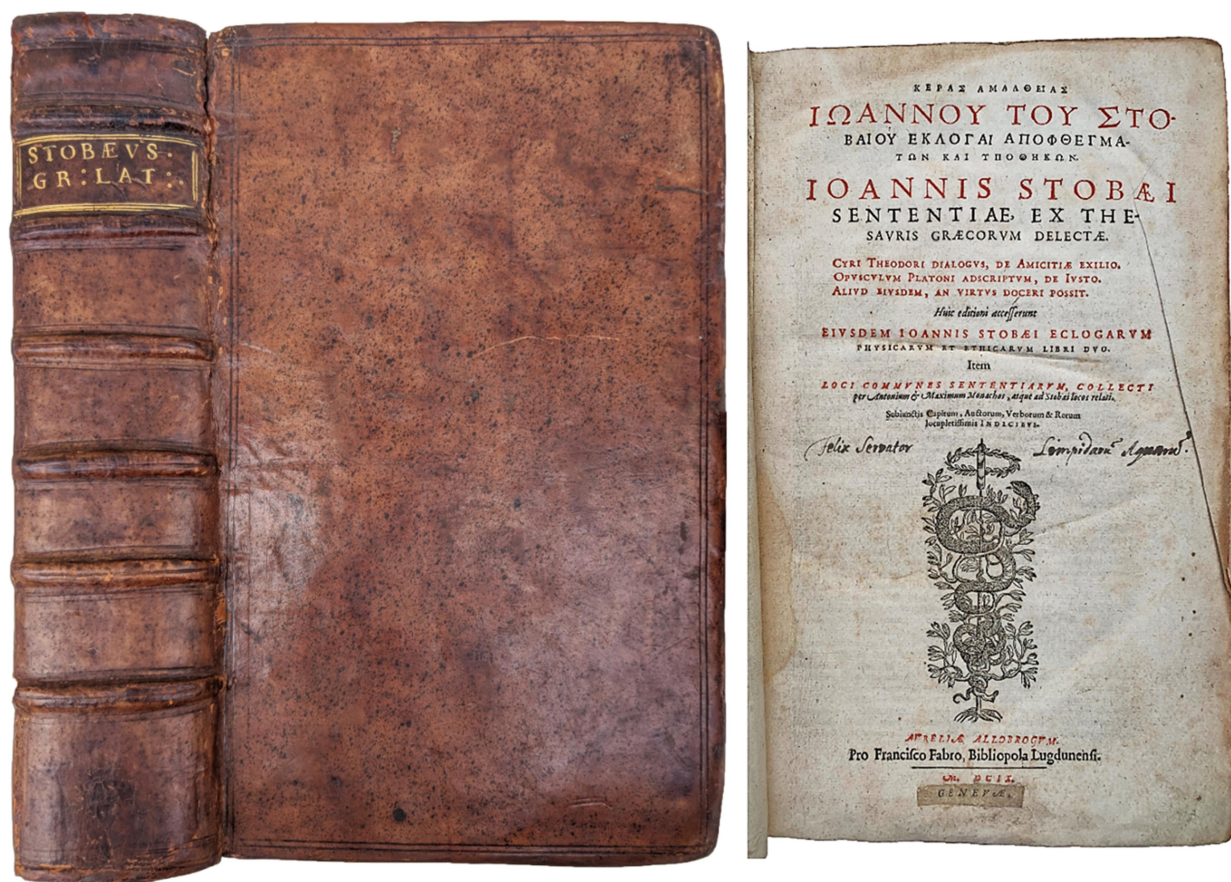 STOBÆVS.
GR:LAT:
ΚΕΡΑΣ ΑΜΑΛΘΕΙΑΣ
ΙΩΑΝΝΟΥ ΤΟΥ ΣΤΟ-
ΒΑΙΟΥ ΕΚΛΟΓΑΙ ΑΠΟΦΘΕΓΜΑ-
ΤΩΝ ΚΑΙ ΥΠΟΘΗΚΩΝ.
IOANNIS STOBÆI
SENTENTIAE, EX THE-
SAVRIS GRÆCORVM DELECTÆ.
CYRI THEODORI DIALOGVS, DE AMICITIÆ EXILIO.
OPVSCVLVM PLATONI ADSCRIPTVM, DE IVSTO.
ALIVD EIVSDEM, AN VIRTVS DOCERI POSSIT.
Huic editioni accesserunt
EIVSDEM IOANNIS STOBÆI ECLOGARVM
PHYSICARVM ET ETHICARVM LIBRI DVO.
Item
LOCI COMMVNES SENTENTIARVM, COLLECTI
per Antonium & Maximum Monachos, atque ad Stobæi locos relati.
Subiunctis Capitum, Auctorum, Verborum & Rerum
locupletissimis INDICIBVS.
Felix Servator
AVRELIÆ ALLOBROGVM.
Pro Francisco Fabro, Bibliopola Lugdunensi.
M. DCIX.
GENEVÆ.